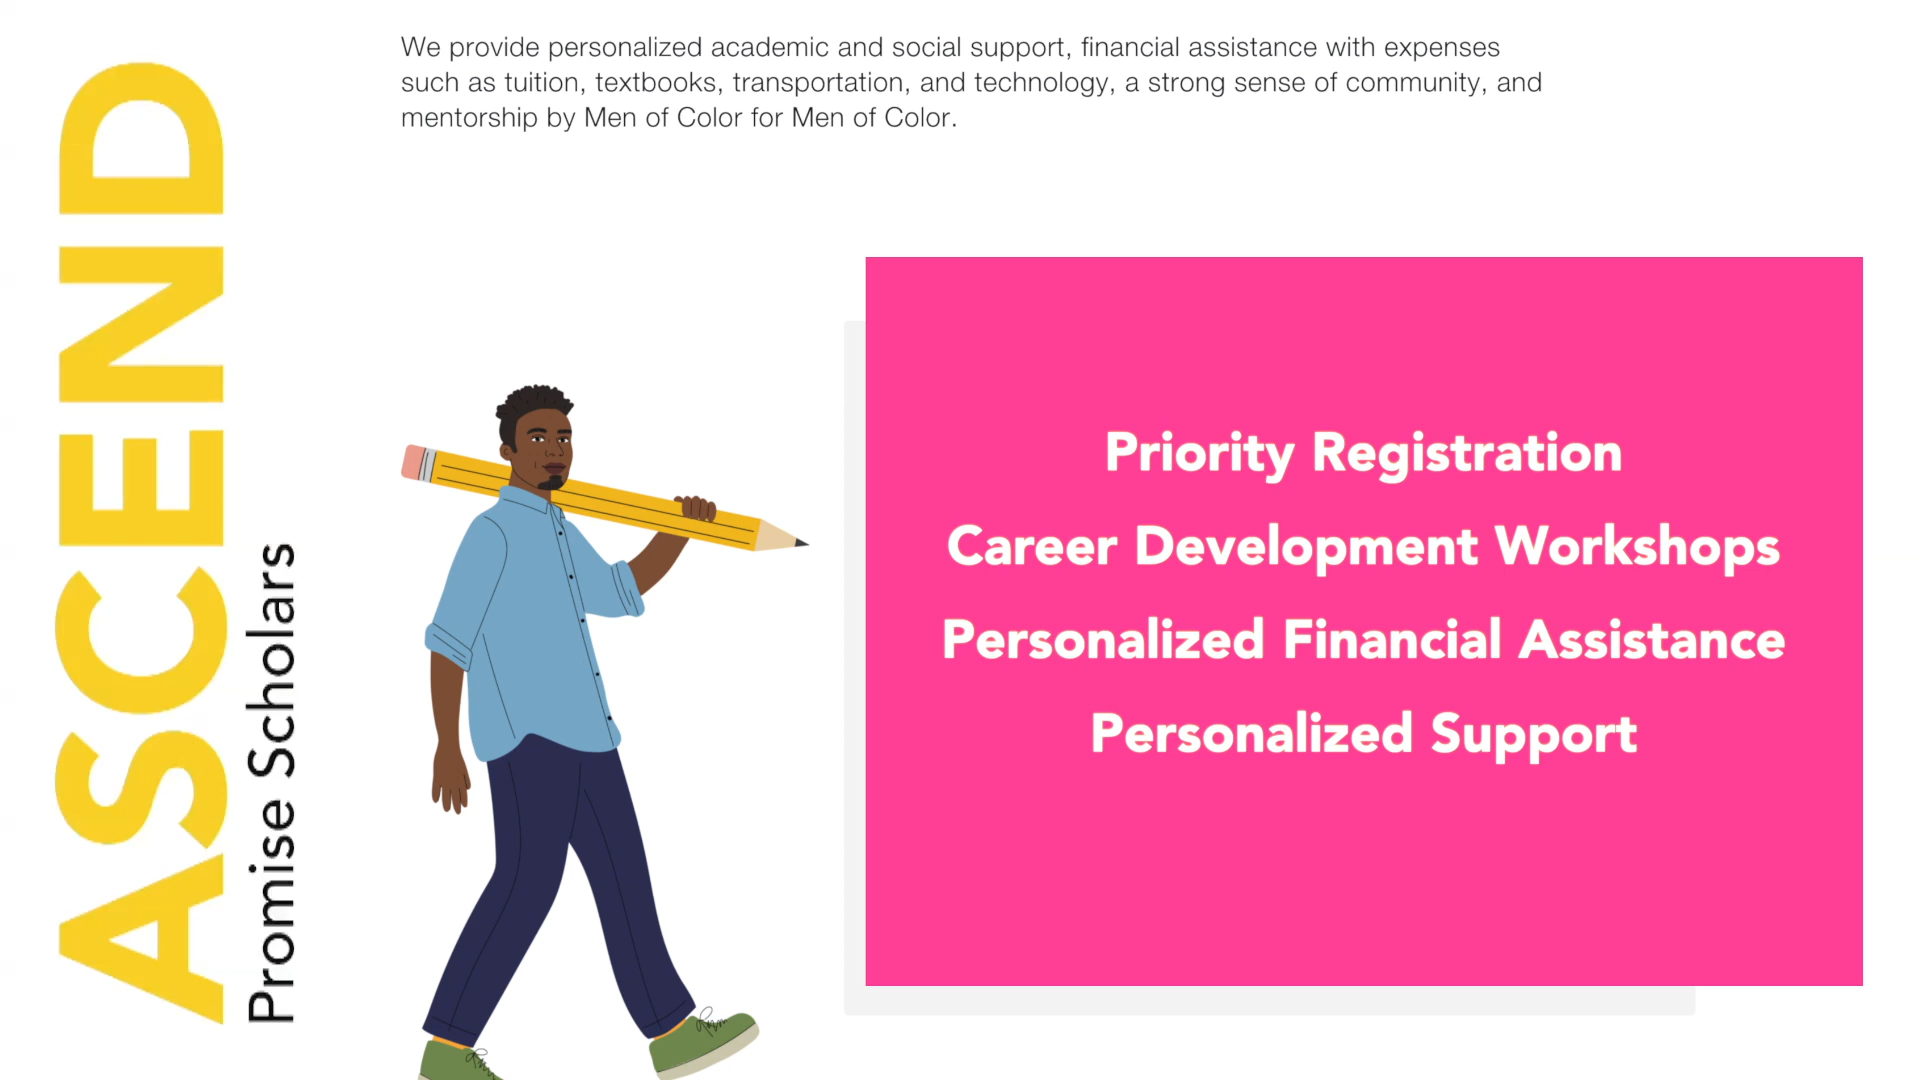 We provide personalized academic and social support, financial assistance with expenses
such as tuition, textbooks, transportation, and technology, a strong sense of community, and
mentorship by Men of Color for Men of Color.
ASCEND
Promise Scholars
Priority Registration
Career Development Workshops
Personalized Financial Assistance
Personalized Support